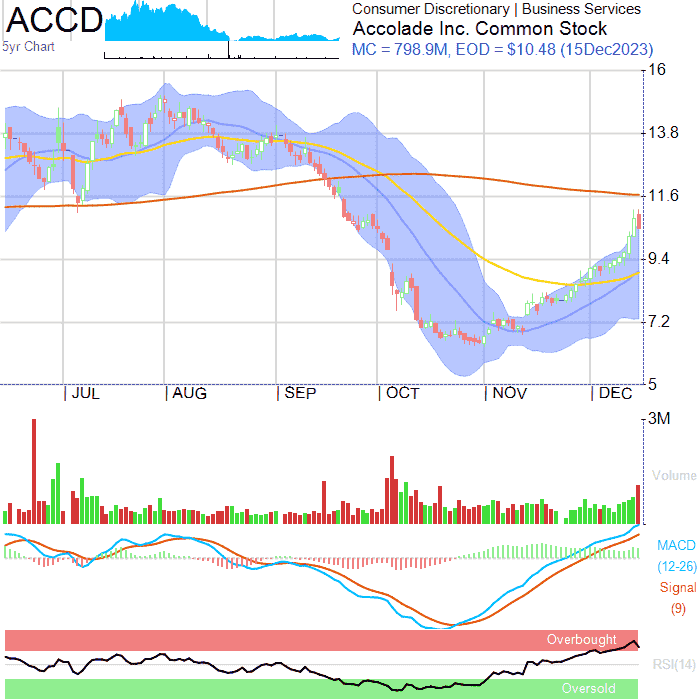 ACCD
5yr Chart
Consumer Discretionary | Business Services
Accolade Inc. Common Stock
MC = 798.9M, EOD = $10.48 (15Dec2023)
16
13.8
11.6
9.4
7.2
5
JUL AUG SEP OCT NOV DEC
3M
Volume
MACD
(12-26)
Signal
(9)
Overbought
RSI(14)
Oversold